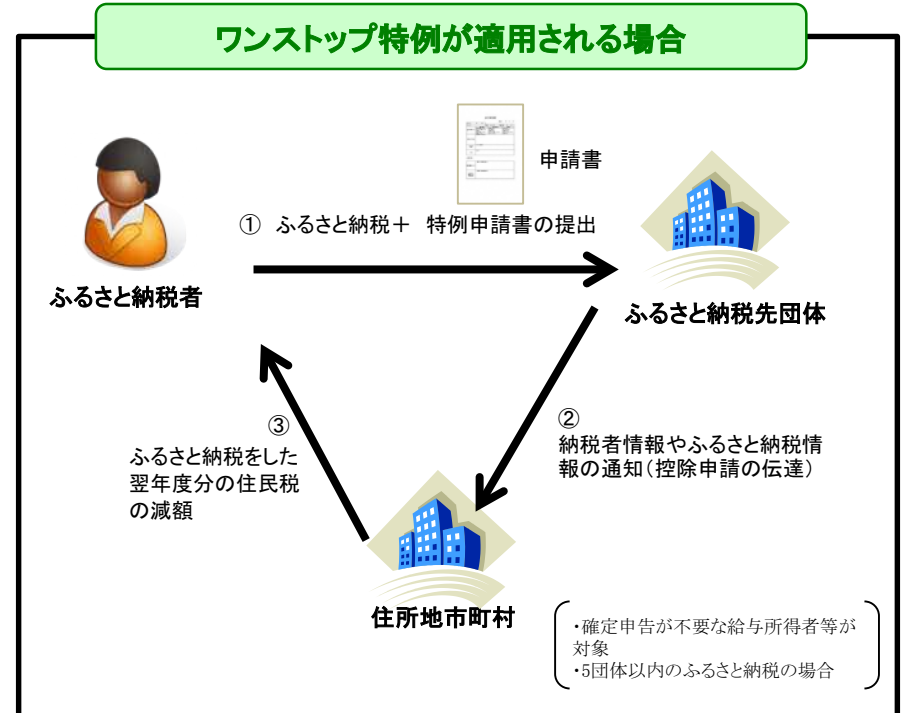 ワンストップ特例が適用される場合
申請書
① ふるさと納税＋ 特例申請書の提出
ふるさと納税者
ふるさと納税先団体
②
納税者情報やふるさと納税情
報の通知（控除申請の伝達）
③
ふるさと納税をした
翌年度分の住民税
の減額
住所地市町村
・確定申告が不要な給与所得者等が
対象
・5団体以内のふるさと納税の場合